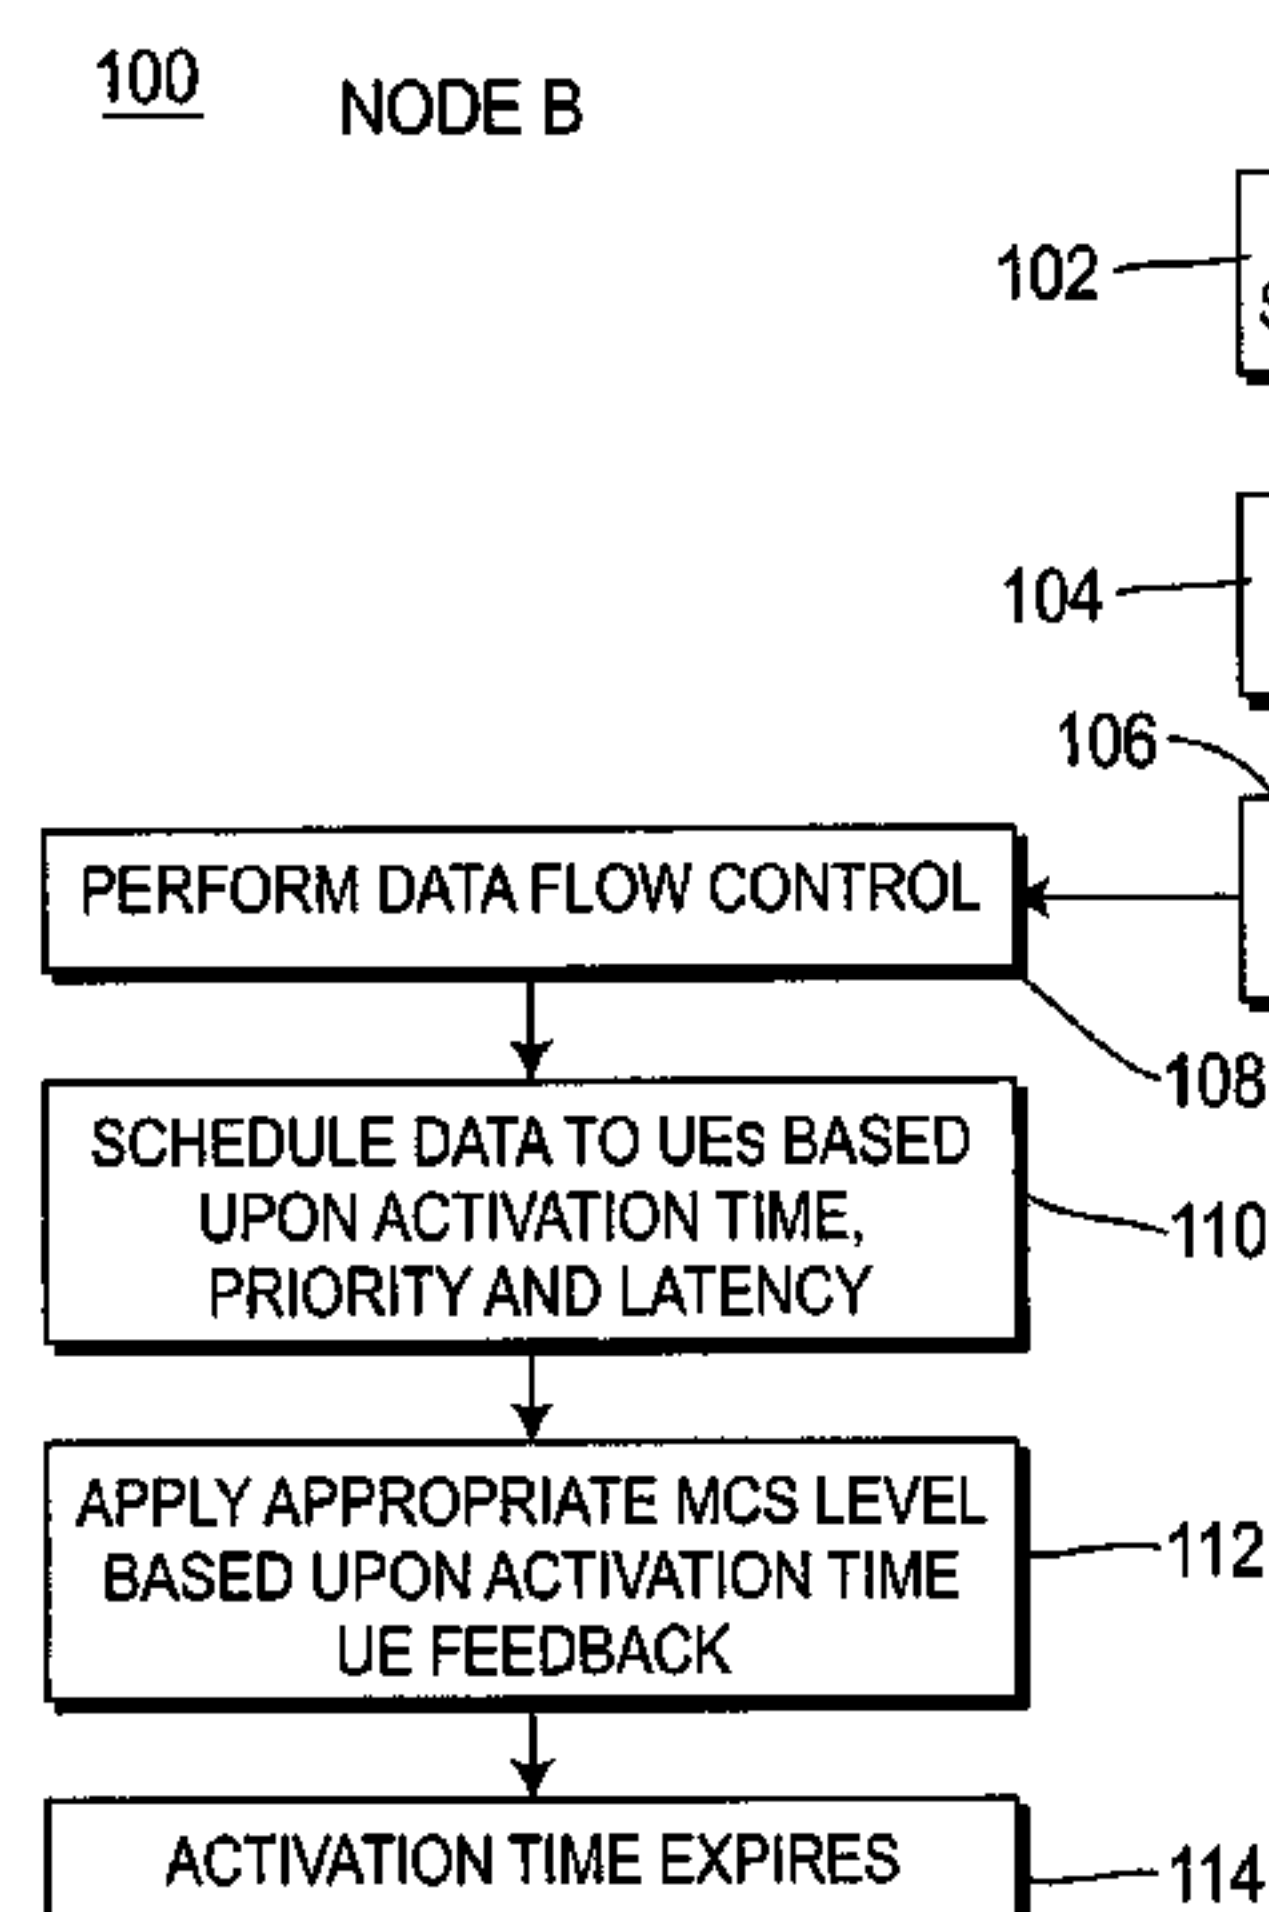 100
NODE B
102
104
106
PERFORM DATA FLOW CONTROL
108
SCHEDULE DATA TO UEs BASED
UPON ACTIVATION TIME,
PRIORITY AND LATENCY
110
APPLY APPROPRIATE MCS LEVEL
BASED UPON ACTIVATION TIME
UE FEEDBACK
112
ACTIVATION TIME EXPIRES
114